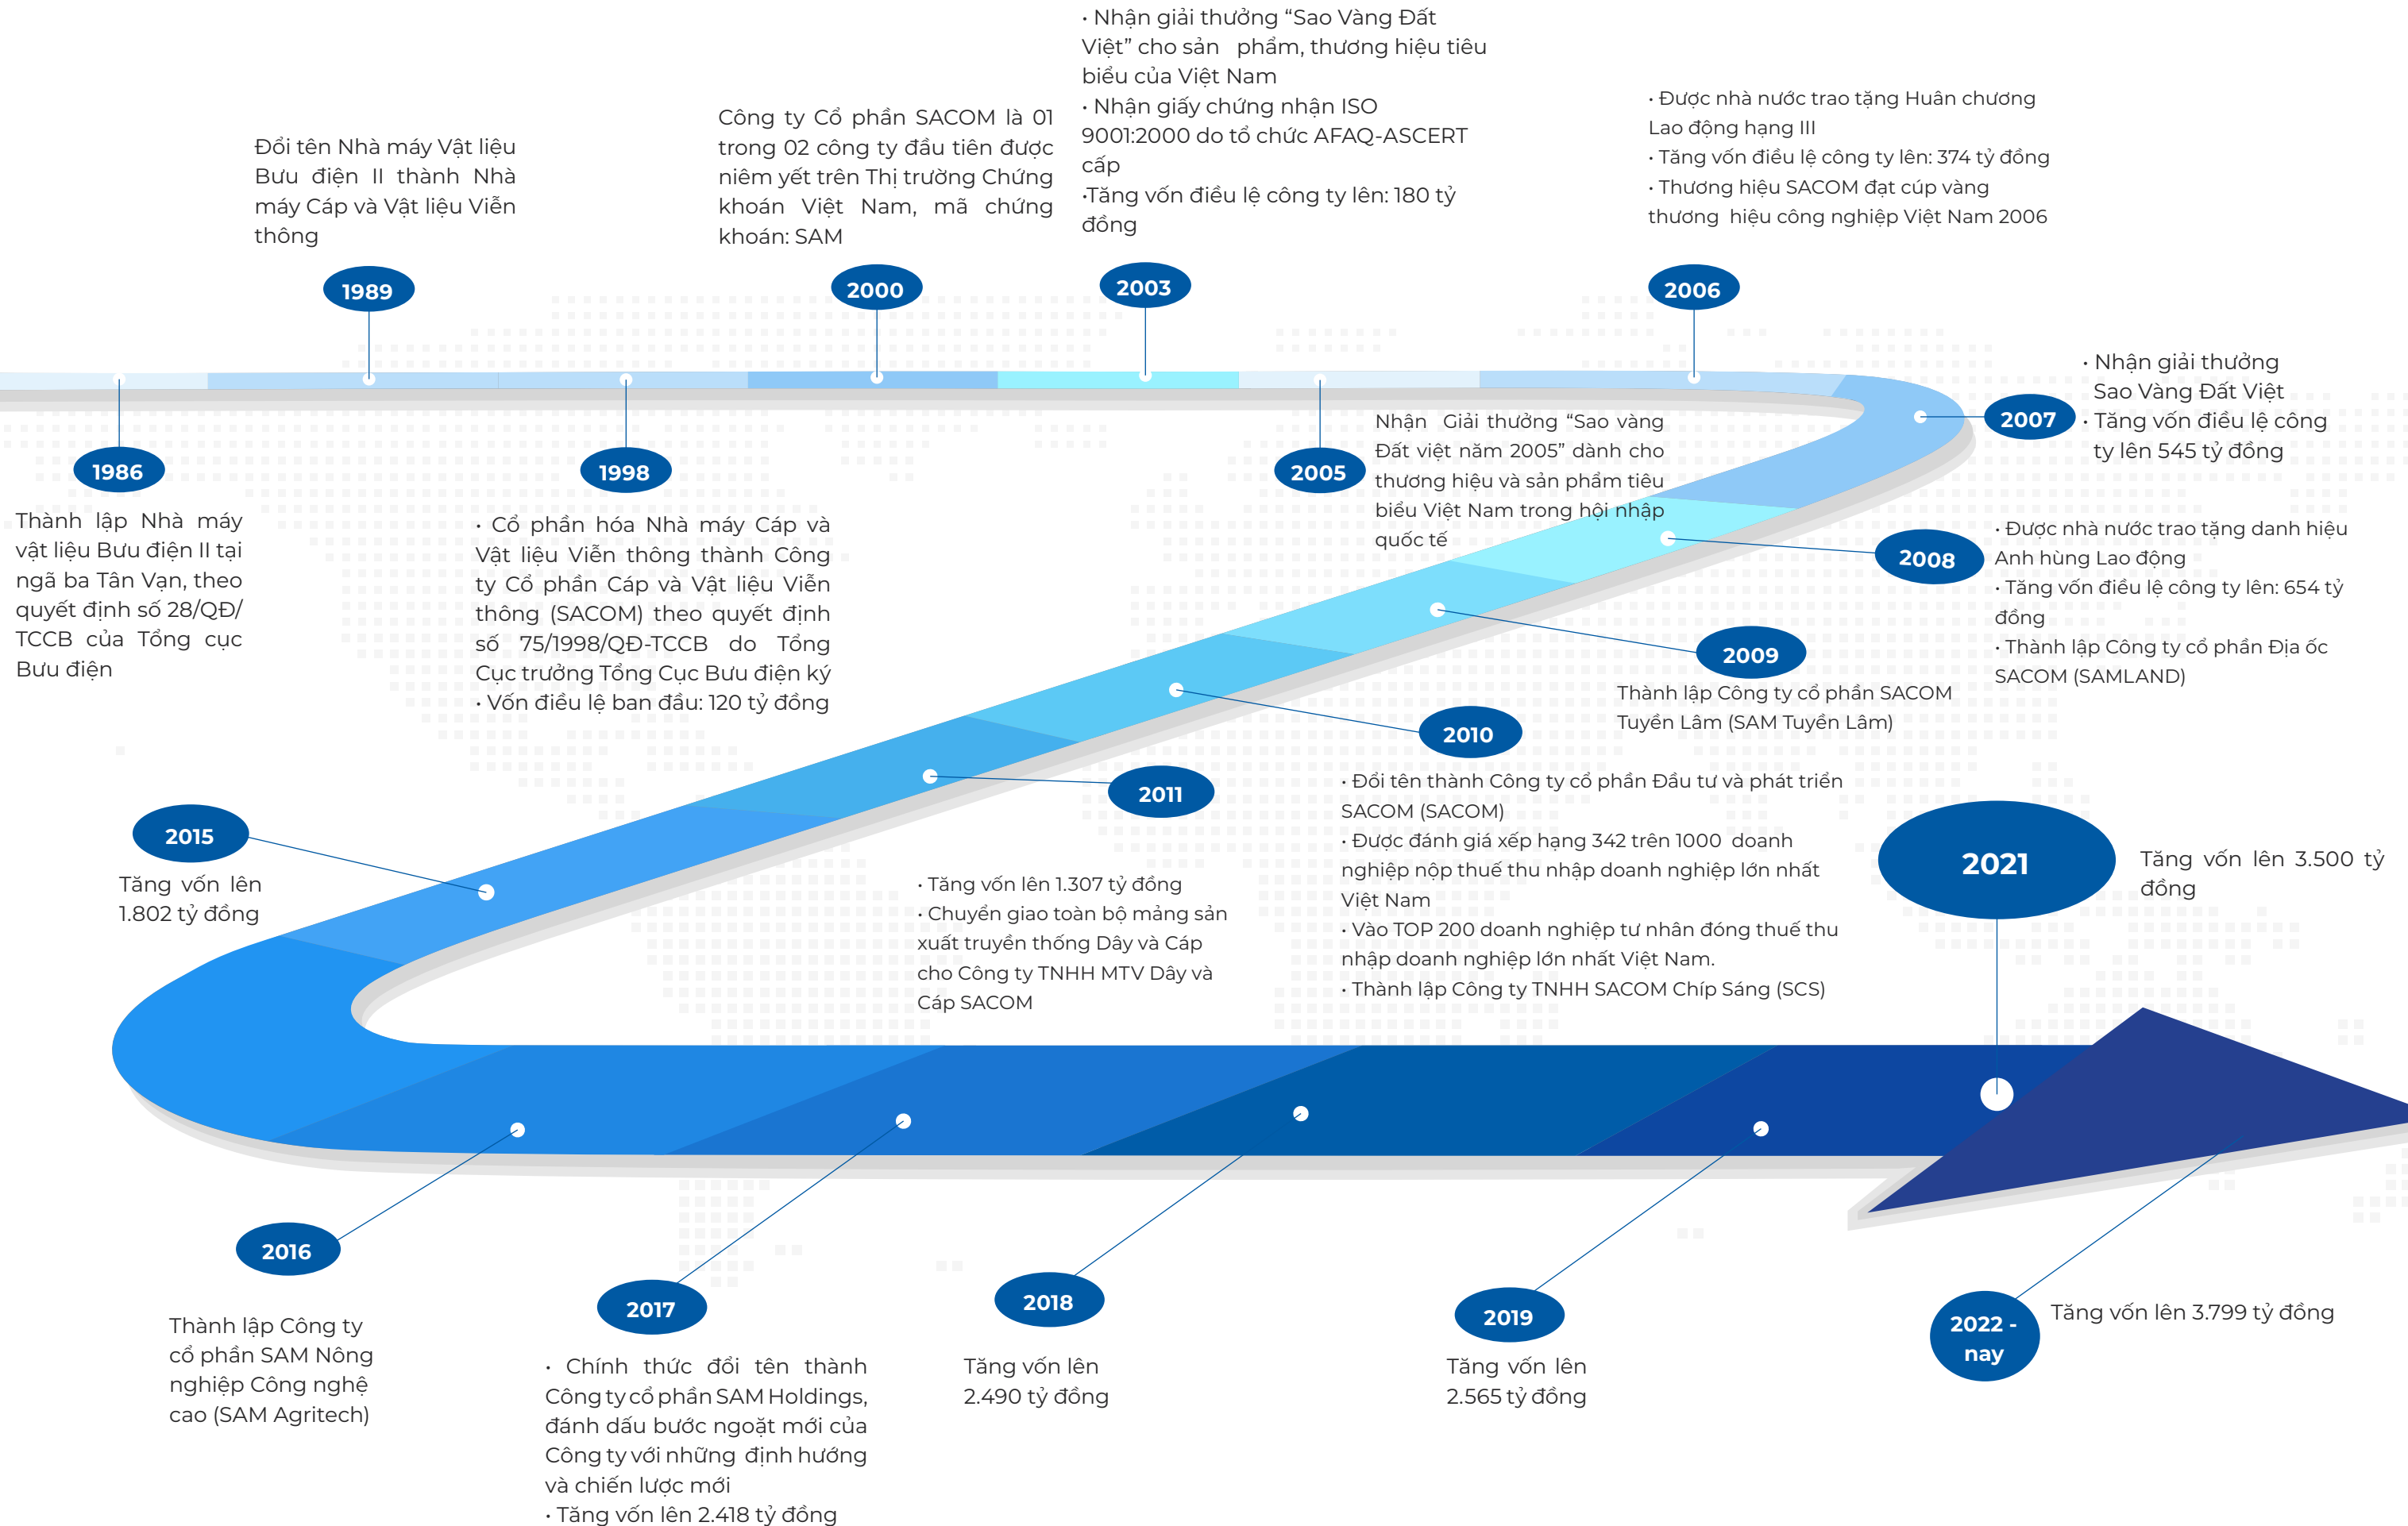 1986
Thành lập Nhà máy
vật liệu Bưu điện II tại
ngã ba Tân Vạn, theo
quyết định số 28/QĐ/
TCCB của Tổng cục
Bưu điện
Đổi tên Nhà máy Vật liệu
Bưu điện II thành Nhà
máy Cáp và Vật liệu Viễn
thông
1989
1998
• Cổ phần hóa Nhà máy Cáp và
Vật liệu Viễn thông thành Công
ty Cổ phần Cáp và Vật liệu Viễn
thông (SACOM) theo quyết định
số 75/1998/QĐ-TCCB do Tổng
Cục trưởng Tổng Cục Bưu điện ký
• Vốn điều lệ ban đầu: 120 tỷ đồng
Công ty Cổ phần SACOM là 01
trong 02 công ty đầu tiên được
niêm yết trên Thị trường Chứng
khoán Việt Nam, mã chứng
khoán: SAM
2000
• Nhận giải thưởng “Sao Vàng Đất
Việt” cho sản phẩm, thương hiệu tiêu
biểu của Việt Nam
• Nhận giấy chứng nhận ISO
9001:2000 do tổ chức AFAQ-ASCERT
cấp
•Tăng vốn điều lệ công ty lên: 180 tỷ
đồng
2003
2005
Nhận Giải thưởng “Sao vàng
Đất việt năm 2005” dành cho
thương hiệu và sản phẩm tiêu
biểu Việt Nam trong hội nhập
quốc tế
• Được nhà nước trao tặng Huân chương
Lao động hạng III
• Tăng vốn điều lệ công ty lên: 374 tỷ đồng
• Thương hiệu SACOM đạt cúp vàng
thương hiệu công nghiệp Việt Nam 2006
2006
2007
• Nhận giải thưởng
Sao Vàng Đất Việt
• Tăng vốn điều lệ công
ty lên 545 tỷ đồng
2008
• Được nhà nước trao tặng danh hiệu
Anh hùng Lao động
• Tăng vốn điều lệ công ty lên: 654 tỷ
đồng
• Thành lập Công ty cổ phần Địa ốc
SACOM (SAMLAND)
2009
Thành lập Công ty cổ phần SACOM
Tuyền Lâm (SAM Tuyền Lâm)
2010
• Đổi tên thành Công ty cổ phần Đầu tư và phát triển
SACOM (SACOM)
• Được đánh giá xếp hạng 342 trên 1000 doanh
nghiệp nộp thuế thu nhập doanh nghiệp lớn nhất
Việt Nam
• Vào TOP 200 doanh nghiệp tư nhân đóng thuế thu
nhập doanh nghiệp lớn nhất Việt Nam.
• Thành lập Công ty TNHH SACOM Chíp Sáng (SCS)
2011
• Tăng vốn lên 1.307 tỷ đồng
• Chuyển giao toàn bộ mảng sản
xuất truyền thống Dây và Cáp
cho Công ty TNHH MTV Dây và
Cáp SACOM
2015
Tăng vốn lên
1.802 tỷ đồng
2016
Thành lập Công ty
cổ phần SAM Nông
nghiệp Công nghệ
cao (SAM Agritech)
2017
• Chính thức đổi tên thành
Công ty cổ phần SAM Holdings,
đánh dấu bước ngoặt mới của
Công ty với những định hướng
và chiến lược mới
• Tăng vốn lên 2.418 tỷ đồng
2018
Tăng vốn lên
2.490 tỷ đồng
2019
Tăng vốn lên
2.565 tỷ đồng
2021
Tăng vốn lên 3.500 tỷ
đồng
2022 -
nay
Tăng vốn lên 3.799 tỷ đồng